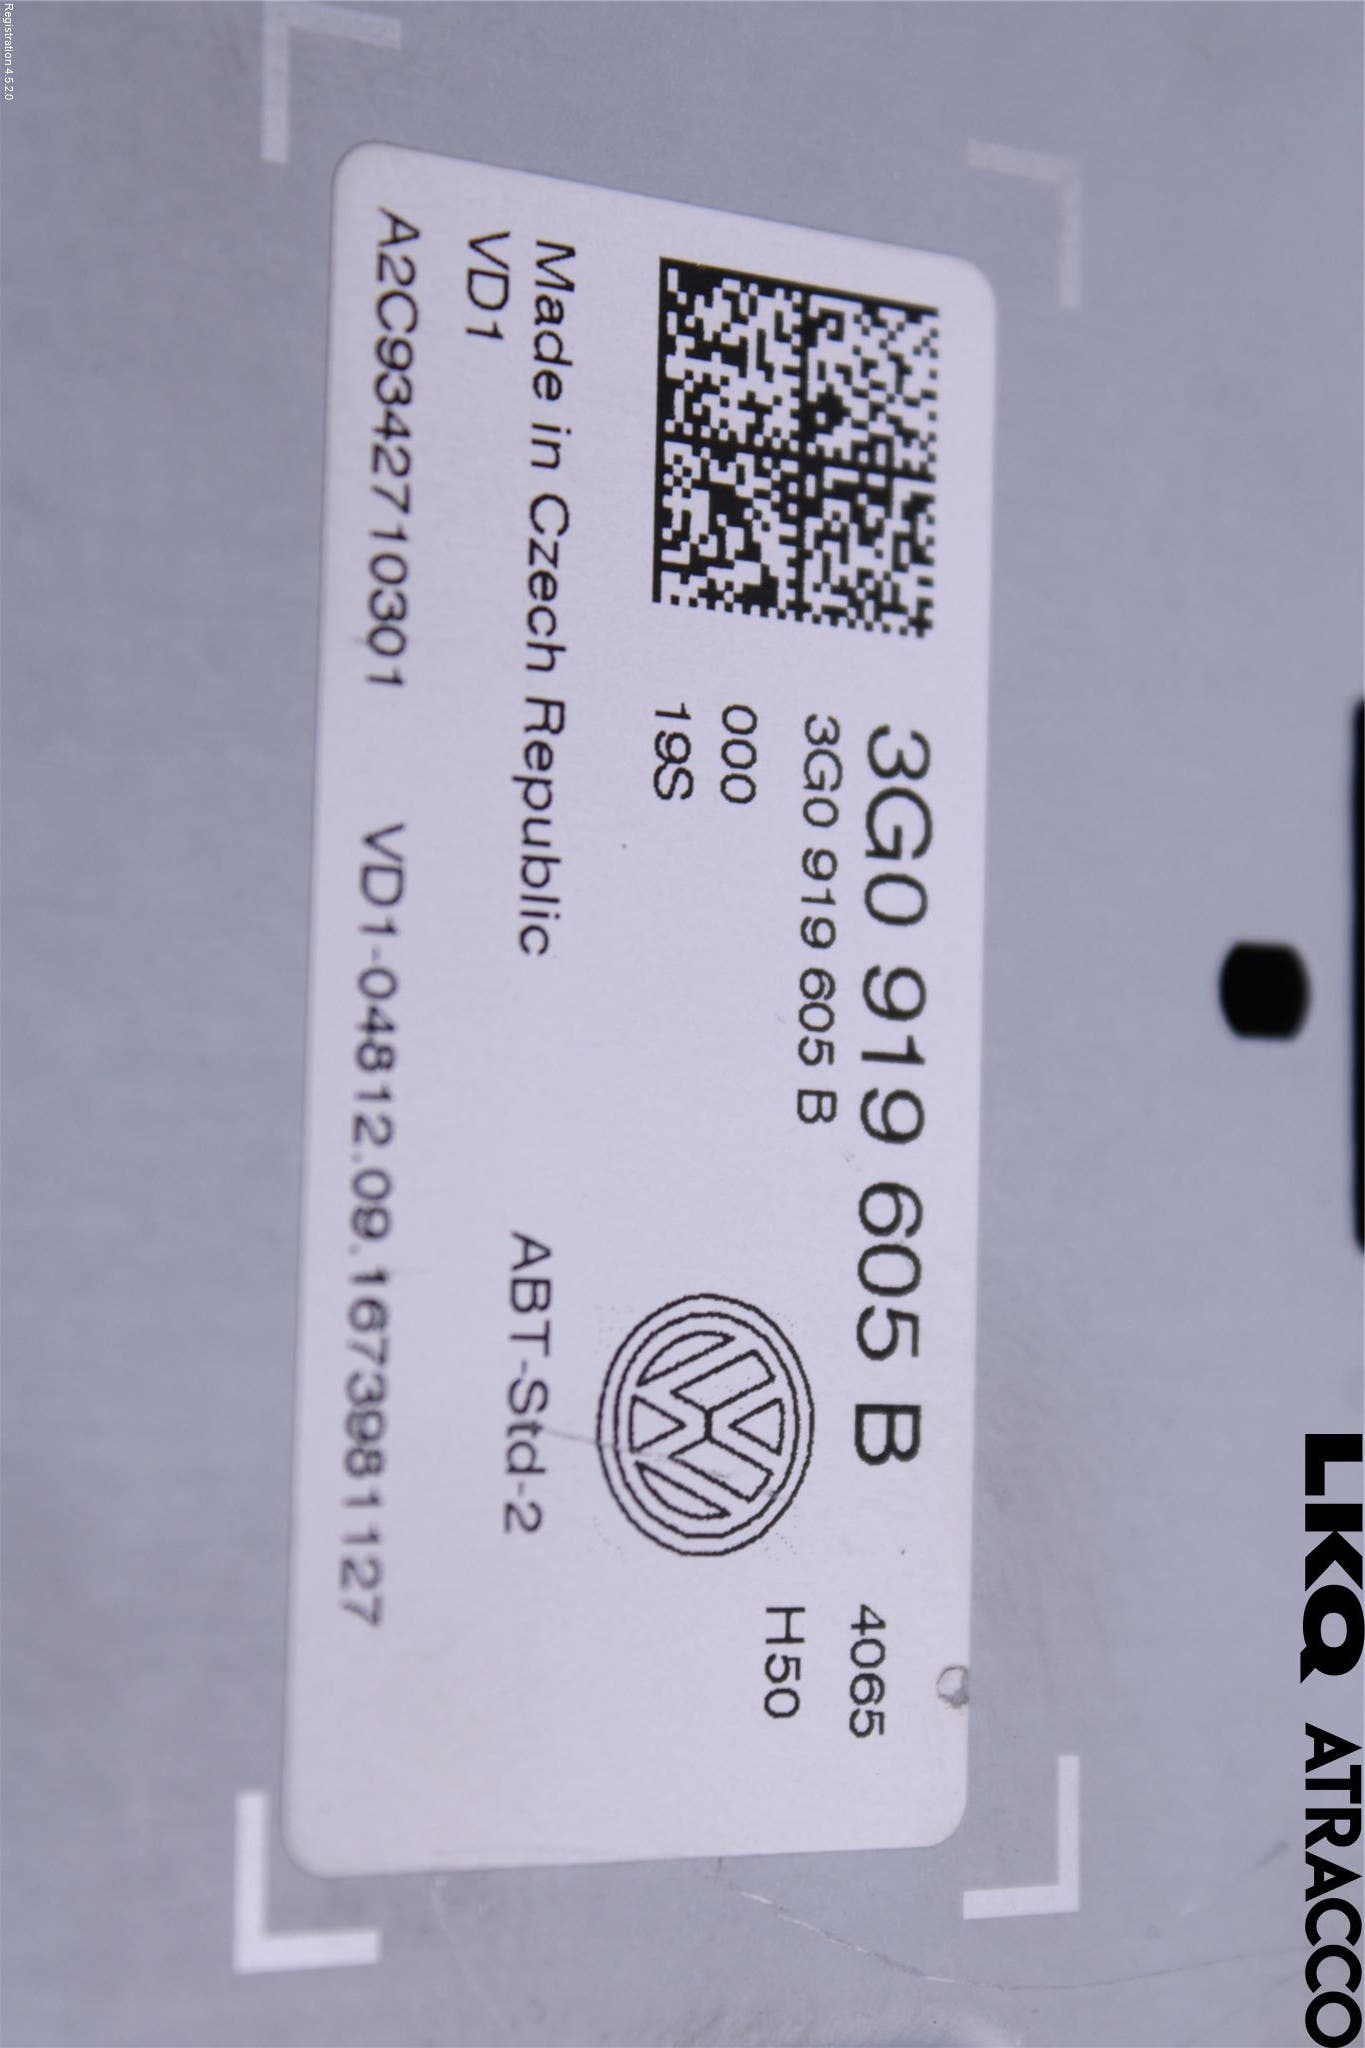 3G0 919 605 B
4065
3G0 919 605 B
H50
000
19S
Made in Czech Republic
ABT-Std-2
VD1
A2C9342710301
VD1-04812.09.1673981127
LKQ ATRACCO
Registration 4.5.2.0